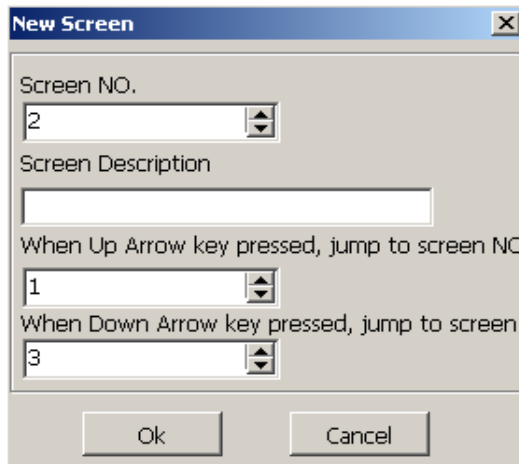 New Screen
Screen NO.
2
Screen Description
When Up Arrow key pressed, jump to screen NO
1
When Down Arrow key pressed, jump to screen
3
Ok
Cancel